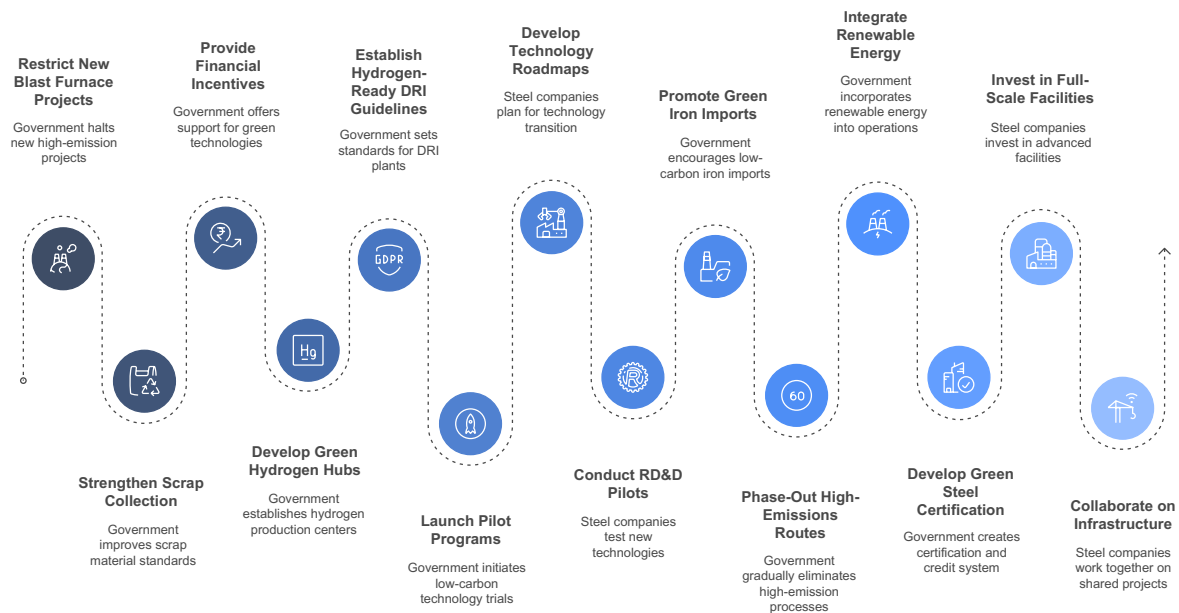 Restrict New
Blast Furnace
Projects
Government halts
new high-emission
projects
Strengthen Scrap
Collection
Government
improves scrap
material standards
Provide
Financial
Incentives
Government offers
support for green
technologies
₹
Hg
Develop Green
Hydrogen Hubs
Government
establishes hydrogen
production centers
Establish
Hydrogen-
Ready DRI
Guidelines
Government sets
standards for DRI
plants
GDPR
Launch Pilot
Programs
Government initiates
low-carbon
technology trials
Develop
Technology
Roadmaps
Steel companies
plan for technology
transition
R
Conduct RD&D
Pilots
Steel companies
test new
technologies
Promote Green
Iron Imports
Government
encourages low-
carbon iron imports
60
Phase-Out High-
Emissions
Routes
Government
gradually eliminates
high-emission
processes
Integrate
Renewable
Energy
Government
incorporates
renewable energy
into operations
Develop Green
Steel
Certification
Government creates
certification and
credit system
Invest in Full-
Scale Facilities
Steel companies
invest in advanced
facilities
Collaborate on
Infrastructure
Steel companies
work together on
shared projects